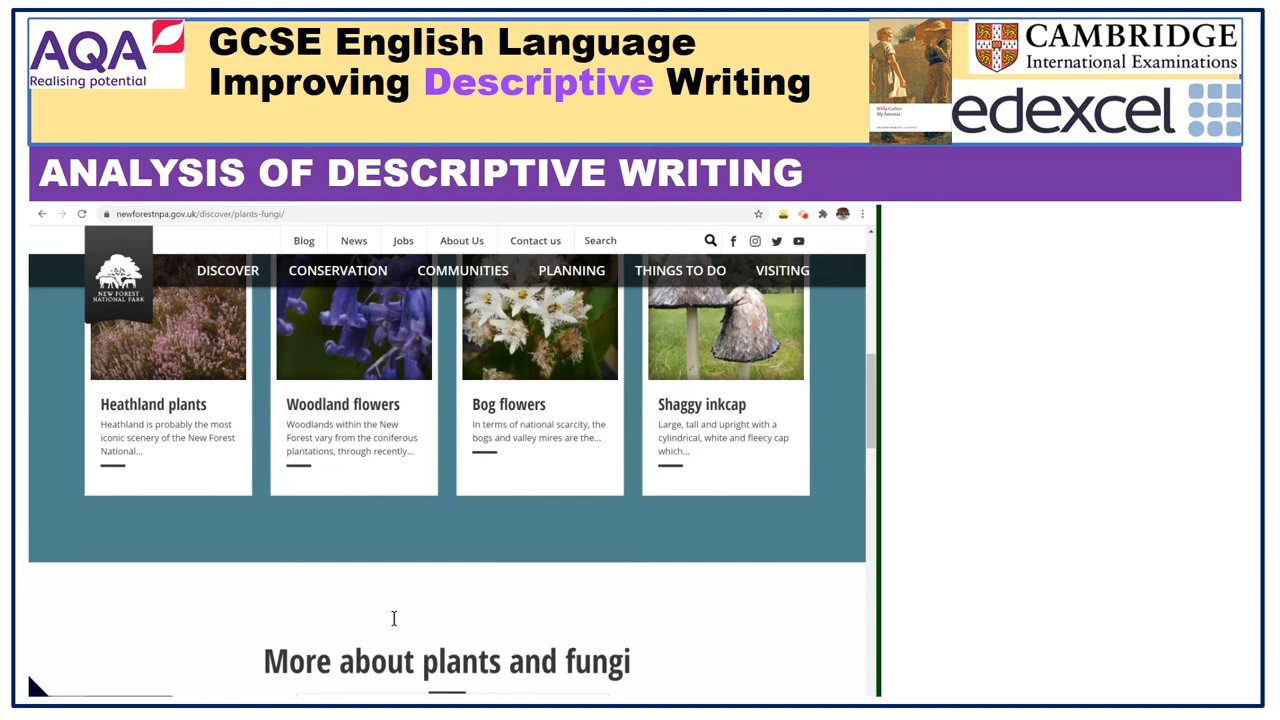 AQA
Realising potential
GCSE English Language
Improving Descriptive Writing
Willa Cather
My Ántonia
CAMBRIDGE
International Examinations
edexcel
ANALYSIS OF DESCRIPTIVE WRITING
newforestnpa.gov.uk/discover/plants-fungi/
Blog News Jobs About Us Contact us Search
NEW FOREST
NATIONAL PARK
DISCOVER CONSERVATION COMMUNITIES PLANNING THINGS TO DO VISITING
Heathland plants
Heathland is probably the most
iconic scenery of the New Forest
National...
Woodland flowers
Woodlands within the New
Forest vary from the coniferous
plantations, through recently...
Bog flowers
In terms of national scarcity, the
bogs and valley mires are the...
Shaggy inkcap
Large, tall and upright with a
cylindrical, white and fleecy cap
which...
More about plants and fungi